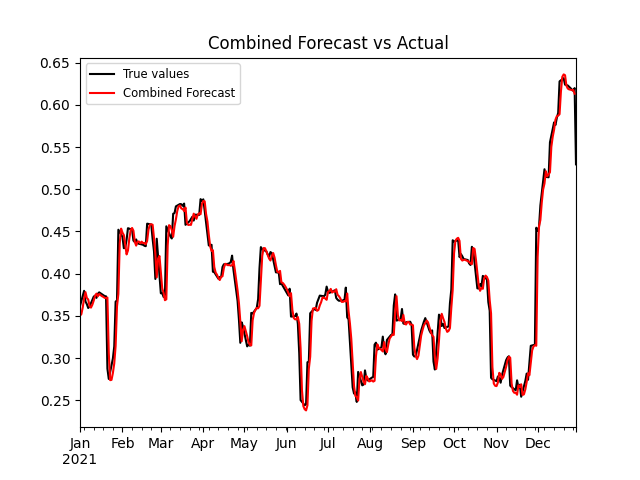 Combined Forecast vs Actual
True values
Combined Forecast
0.65
0.60
0.55
0.50
0.45
0.40
0.35
0.30
0.25
Jan Feb Mar Apr May Jun Jul Aug Sep Oct Nov Dec
2021